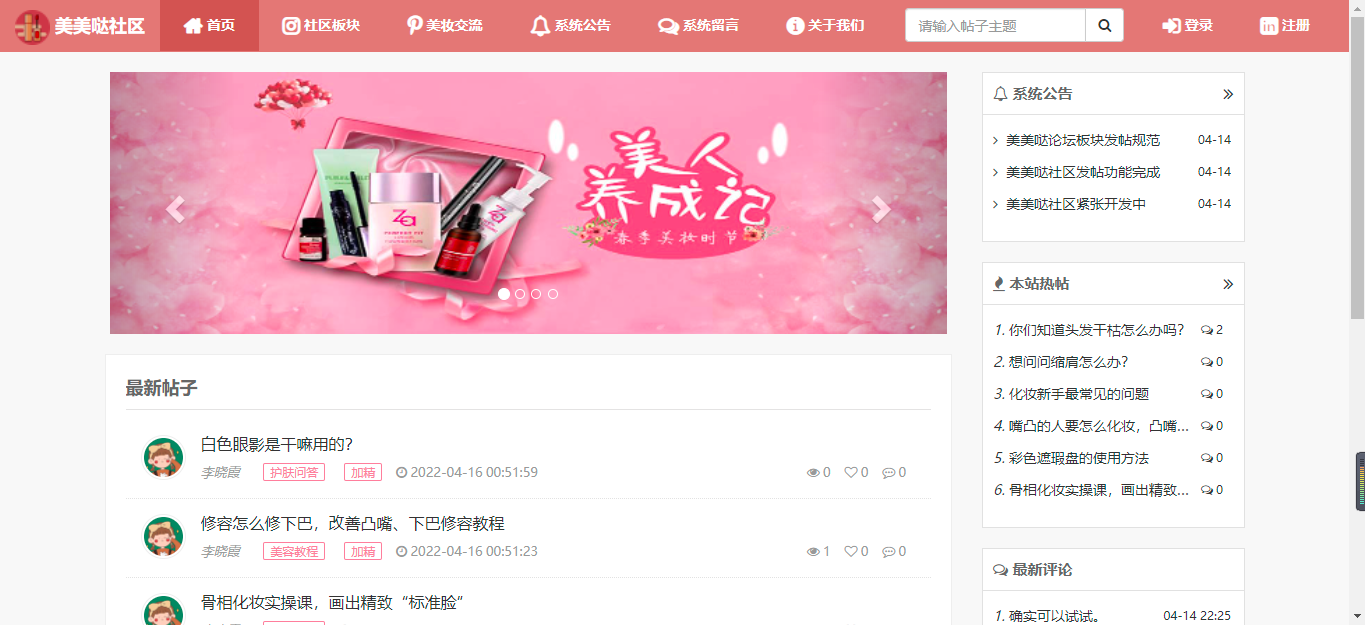 美美哒社区 首页 社区板块 美妆交流 系统公告 系统留言 关于我们 请输入帖子主题 登录 注册
美人
养成记
春季美妆时节
Za
最新帖子
白色眼影是干嘛用的?
李晓霞 护肤问答 加精 2022-04-16 00:51:59 0 0 0
修容怎么修下巴，改善凸嘴、下巴修容教程
李晓霞 美容教程 加精 2022-04-16 00:51:23 1 0 0
骨相化妆实操课，画出精致“标准脸”
系统公告
美美哒论坛板块发帖规范 04-14
美美哒社区发帖功能完成 04-14
美美哒社区紧张开发中 04-14
本站热帖
1. 你们知道头发干枯怎么办吗? 2
2. 想问问缩肩怎么办? 0
3. 化妆新手最常见的问题 0
4. 嘴凸的人要怎么化妆，凸嘴... 0
5. 彩色遮瑕盘的使用方法 0
6. 骨相化妆实操课，画出精致... 0
最新评论
1. 确实可以试试。 04-14 22:25